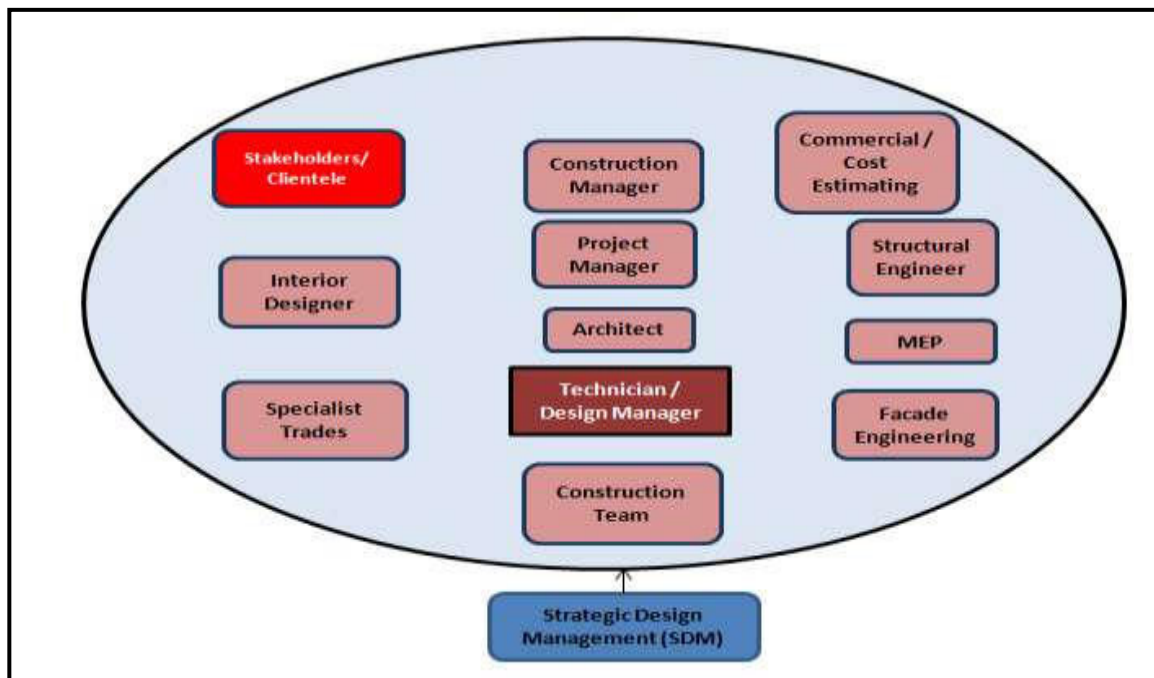 Stakeholders/
Clientele
Construction
Manager
Commercial /
Cost
Estimating
Interior
Designer
Project
Manager
Structural
Engineer
Architect
MEP
Specialist
Trades
Technician /
Design Manager
Facade
Engineering
Construction
Team
Strategic Design
Management (SDM)